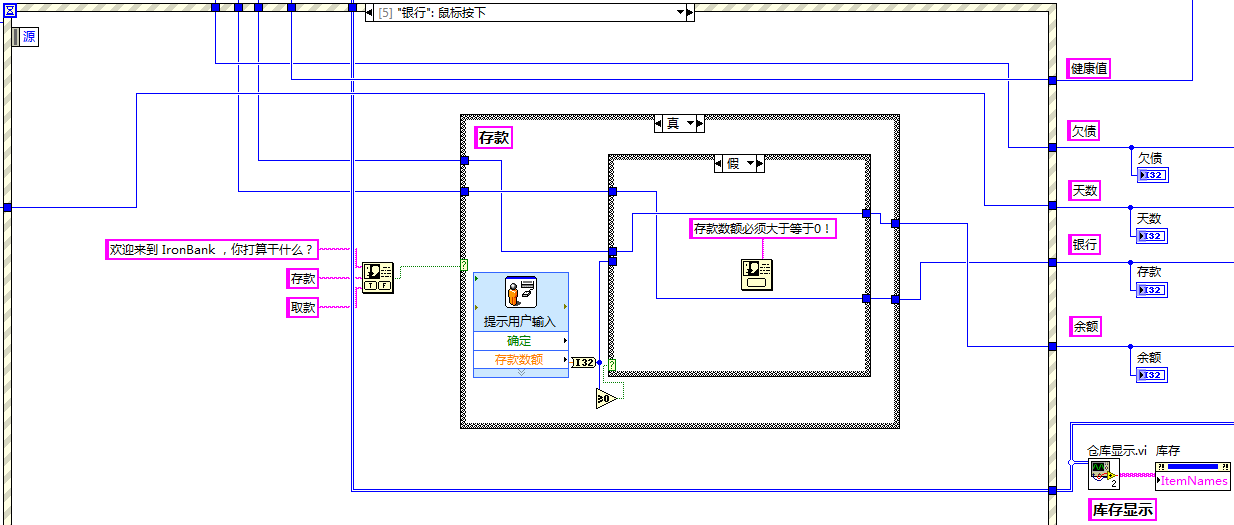 [5] "银行": 鼠标按下
源
健康值
真
存款
欠债
欠债
I32
假
天数
天数
I32
存款数额必须大于等于0！
欢迎来到 IronBank ，你打算干什么？
银行
存款
I32
存款
T F
取款
?
提示用户输入
确定
存款数额
I32
?
≥0
余额
余额
I32
仓库显示.vi
库存
2
?! ?!
ItemNames
库存显示